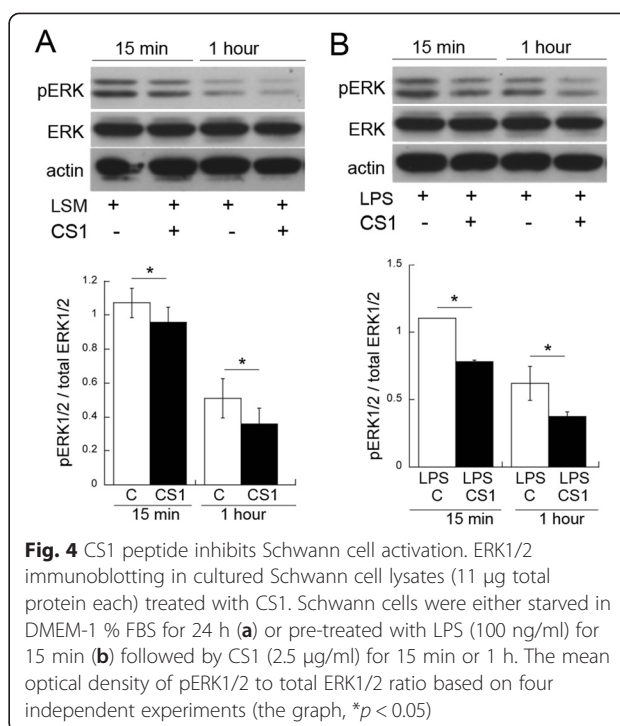 A
15 min 1 hour
pERK
ERK
actin
LSM + + + +
CS1 - + - +
pERK1/2 / total ERK1/2
1.2
1
0.8
0.6
0.4
0.2
0
* *
C CS1 C CS1
15 min 1 hour
B
15 min 1 hour
pERK
ERK
actin
LPS + + + +
CS1 - + - +
pERK1/2 / total ERK1/2
1.5
1
0.5
0
* *
LPS LPS LPS LPS
C CS1 C CS1
15 min 1 hour
Fig. 4 CS1 peptide inhibits Schwann cell activation. ERK1/2
immunoblotting in cultured Schwann cell lysates (11 μg total
protein each) treated with CS1. Schwann cells were either starved in
DMEM-1 % FBS for 24 h (a) or pre-treated with LPS (100 ng/ml) for
15 min (b) followed by CS1 (2.5 μg/ml) for 15 min or 1 h. The mean
optical density of pERK1/2 to total ERK1/2 ratio based on four
independent experiments (the graph, *p < 0.05)